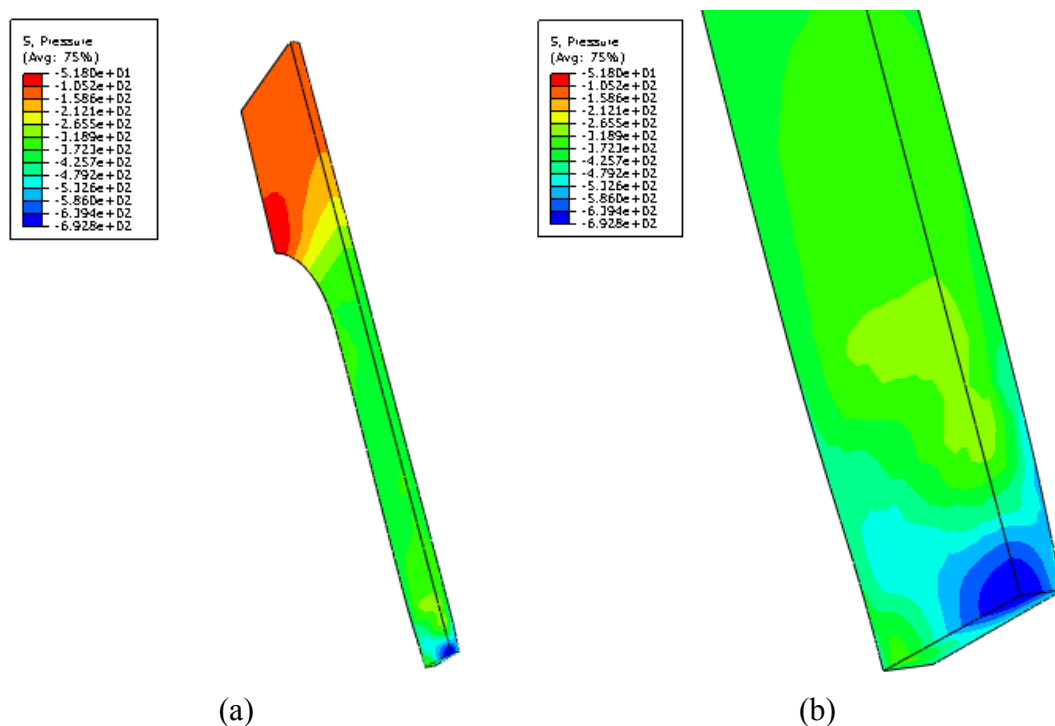 S, Pressure
(Avg: 75%)
-5.180e+01
-1.052e+02
-1.586e+02
-2.121e+02
-2.655e+02
-3.189e+02
-3.723e+02
-4.257e+02
-4.792e+02
-5.326e+02
-5.860e+02
-6.394e+02
-6.928e+02
S, Pressure
(Avg: 75%)
-5.180e+01
-1.052e+02
-1.586e+02
-2.121e+02
-2.655e+02
-3.189e+02
-3.723e+02
-4.257e+02
-4.792e+02
-5.326e+02
-5.860e+02
-6.394e+02
-6.928e+02
(a)
(b)